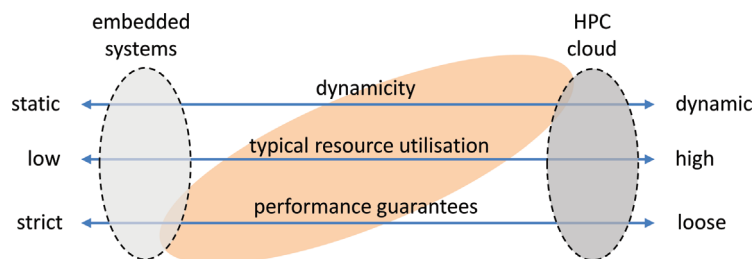 embedded
systems
HPC
cloud
static
dynamicity
dynamic
low
typical resource utilisation
high
strict
performance guarantees
loose